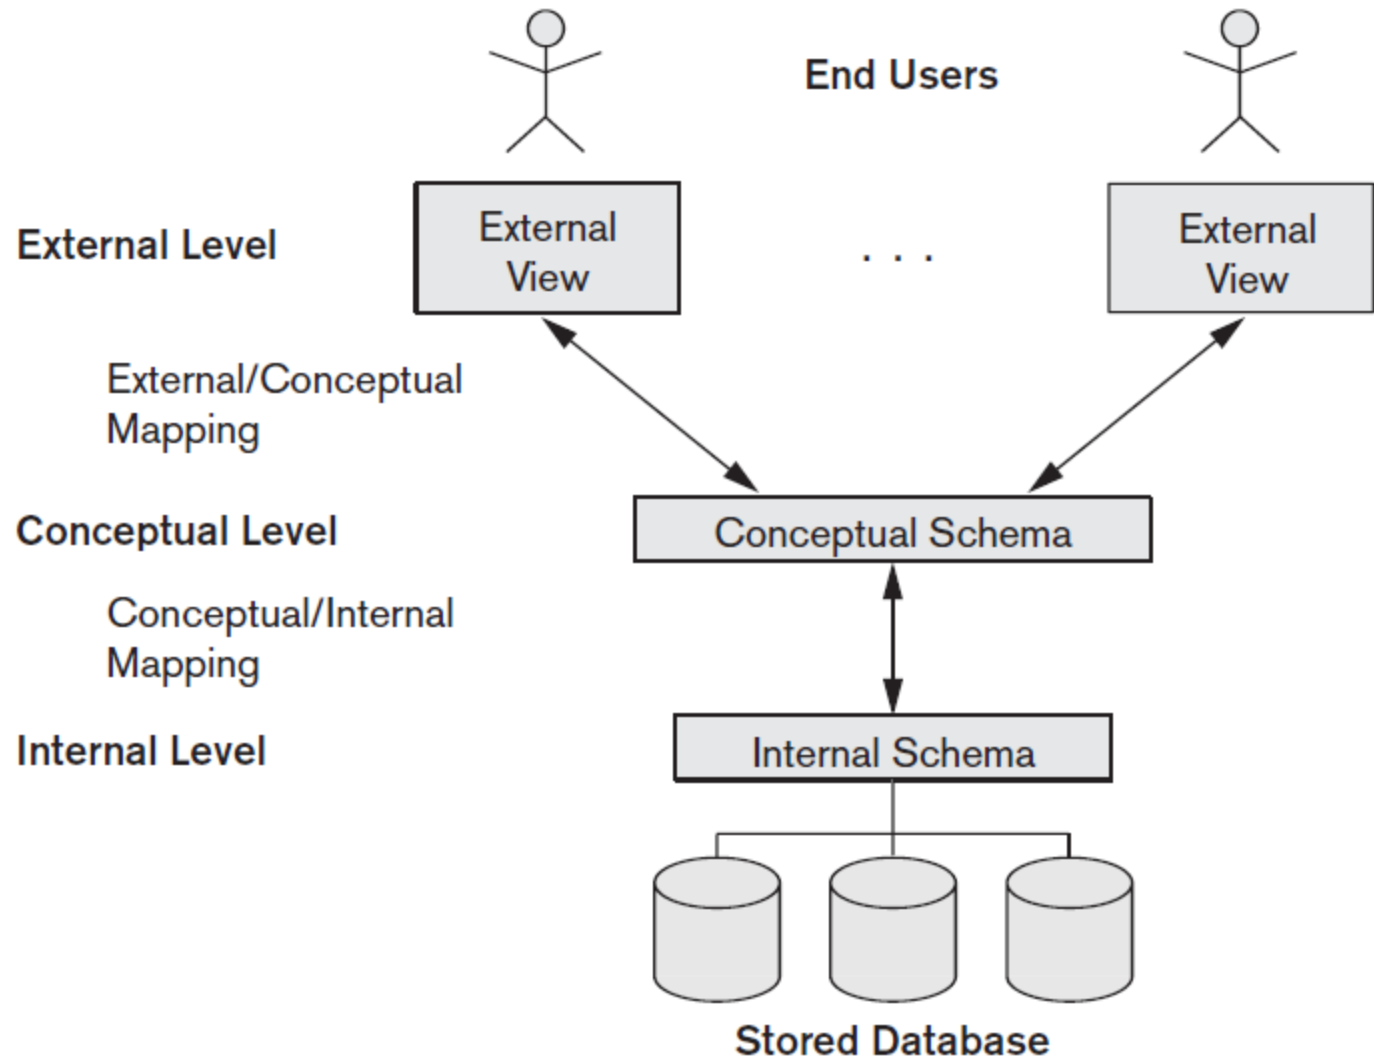 End Users
External Level
External
View
. . .
External
View
External/Conceptual
Mapping
Conceptual Level
Conceptual Schema
Conceptual/Internal
Mapping
Internal Level
Internal Schema
Stored Database